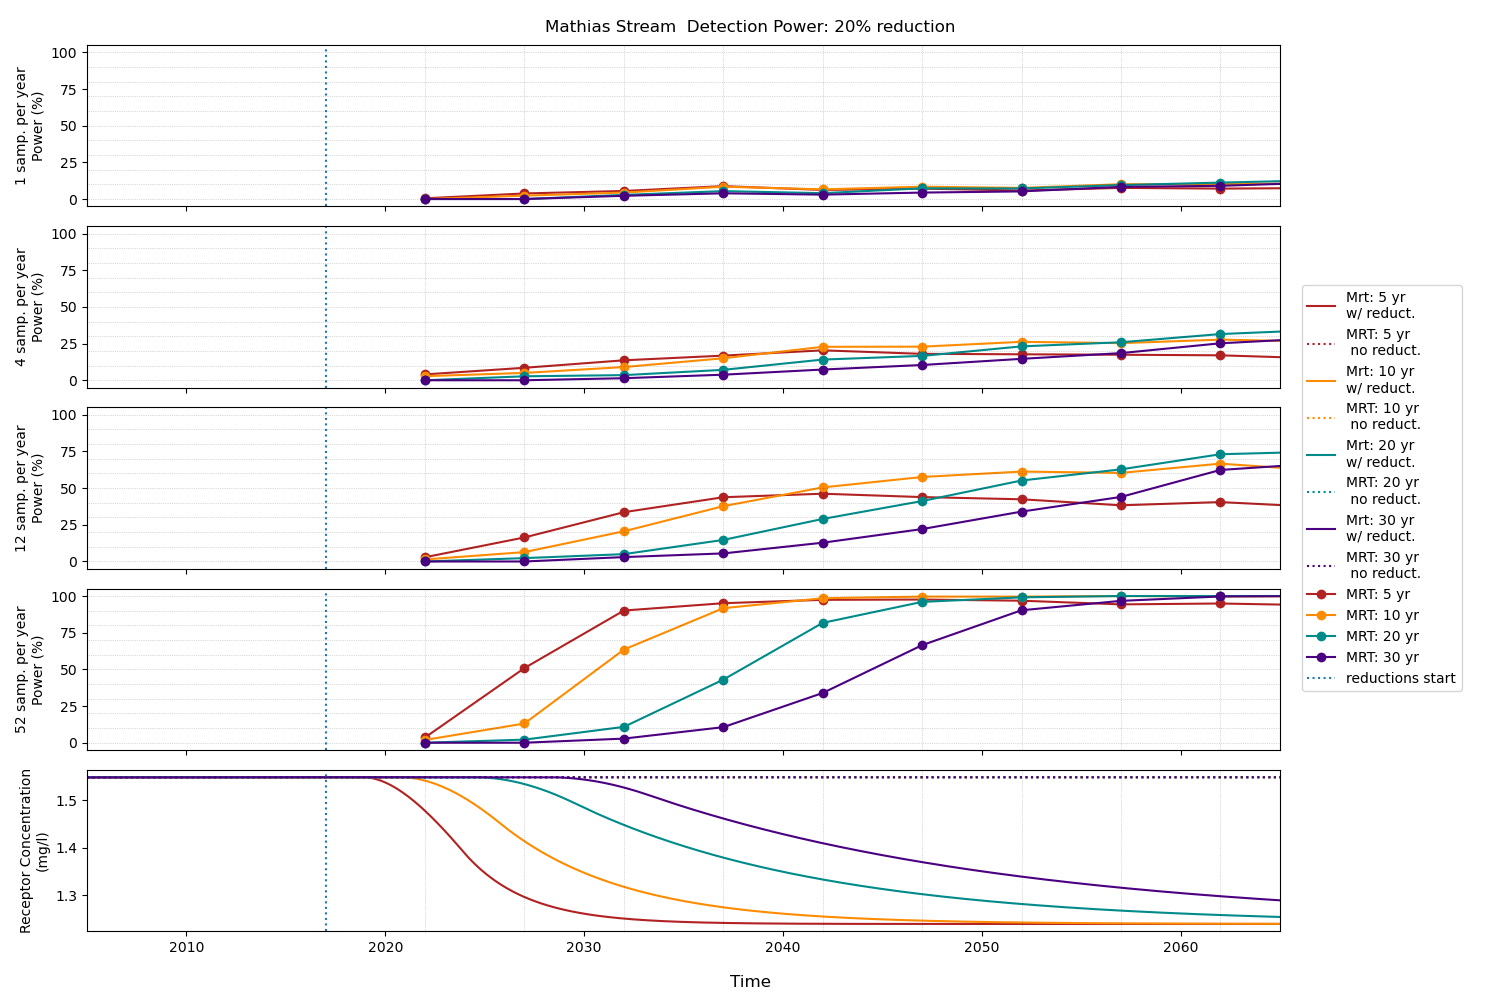 Mathias Stream  Detection Power: 20% reduction
1 samp. per year
Power (%)
100
75
50
25
0
4 samp. per year
Power (%)
100
75
50
25
0
12 samp. per year
Power (%)
100
75
50
25
0
52 samp. per year
Power (%)
100
75
50
25
0
Receptor Concentration
(mg/l)
1.5
1.4
1.3
2010
2020
2030
2040
2050
2060
Time
Mrt: 5 yr
w/ reduct.
MRT: 5 yr
no reduct.
Mrt: 10 yr
w/ reduct.
MRT: 10 yr
no reduct.
Mrt: 20 yr
w/ reduct.
MRT: 20 yr
no reduct.
Mrt: 30 yr
w/ reduct.
MRT: 30 yr
no reduct.
MRT: 5 yr
MRT: 10 yr
MRT: 20 yr
MRT: 30 yr
reductions start